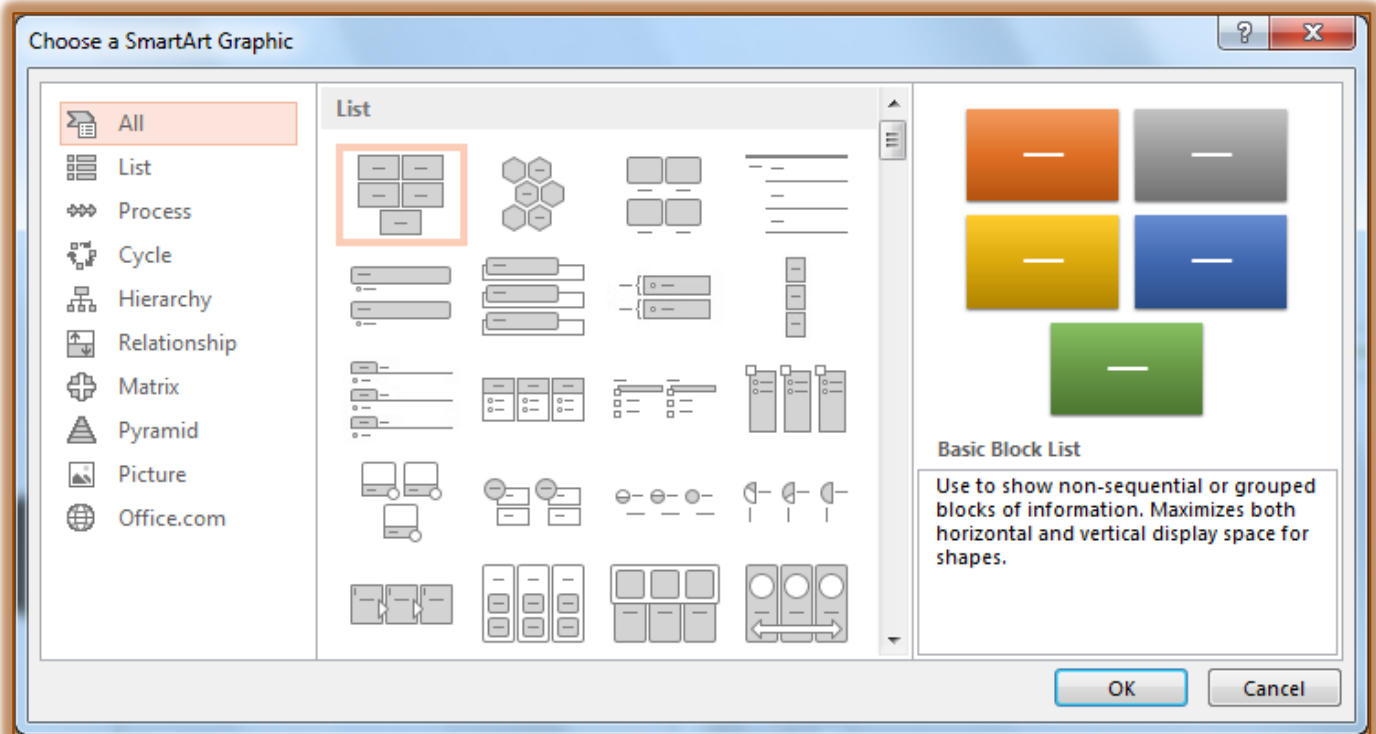 Choose a SmartArt Graphic
All
List
Process
Cycle
Hierarchy
Relationship
Matrix
Pyramid
Picture
Office.com
List
Basic Block List
Use to show non-sequential or grouped
blocks of information. Maximizes both
horizontal and vertical display space for
shapes.
OK
Cancel